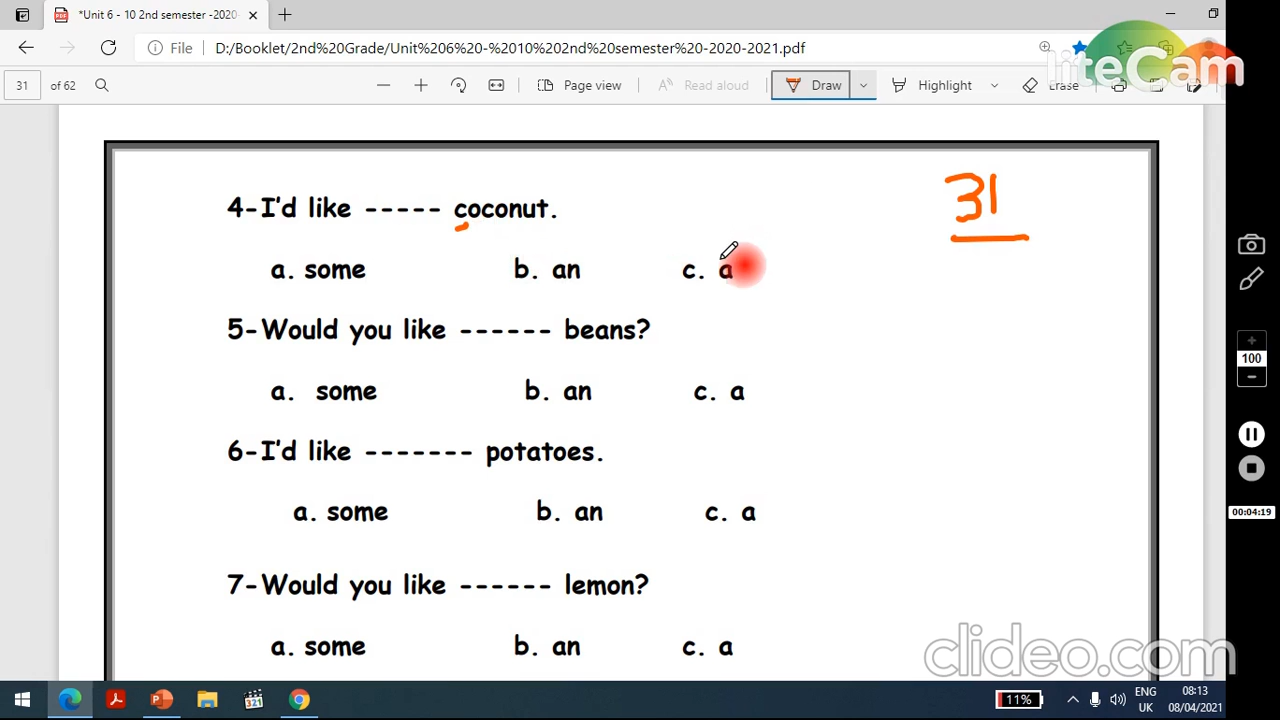 *Unit 6 - 10 2nd semester -2020-
File D:/Booklet/2nd%20Grade/Unit%206%20-%2010%202nd%20semester%20-2020-2021.pdf
liteCam
31 of 62 Page view Read aloud Draw Highlight Erase
31
4-I'd like ----- coconut.
a. some b. an c. a
5-Would you like ------ beans?
a. some b. an c. a
6-I'd like ------- potatoes.
a. some b. an c. a
7-Would you like ------ lemon?
a. some b. an c. a
100
00:04:19
clideo.com
321
11% ENG 08:13
UK 08/04/2021